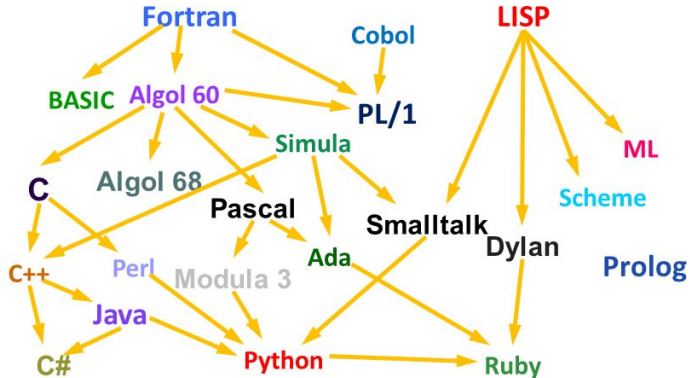 Fortran
LISP
Cobol
BASIC
Algol 60
PL/1
Simula
ML
C
Algol 68
Scheme
Pascal
Smalltalk
Dylan
C++
Perl
Modula 3
Ada
Prolog
Java
C#
Python
Ruby